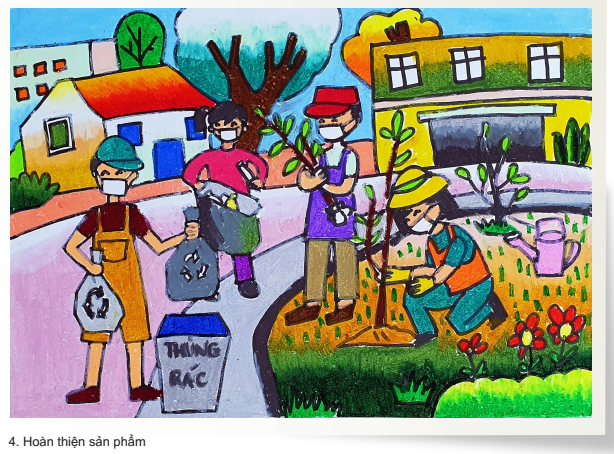 THÙNG
RÁC
4. Hoàn thiện sản phẩm